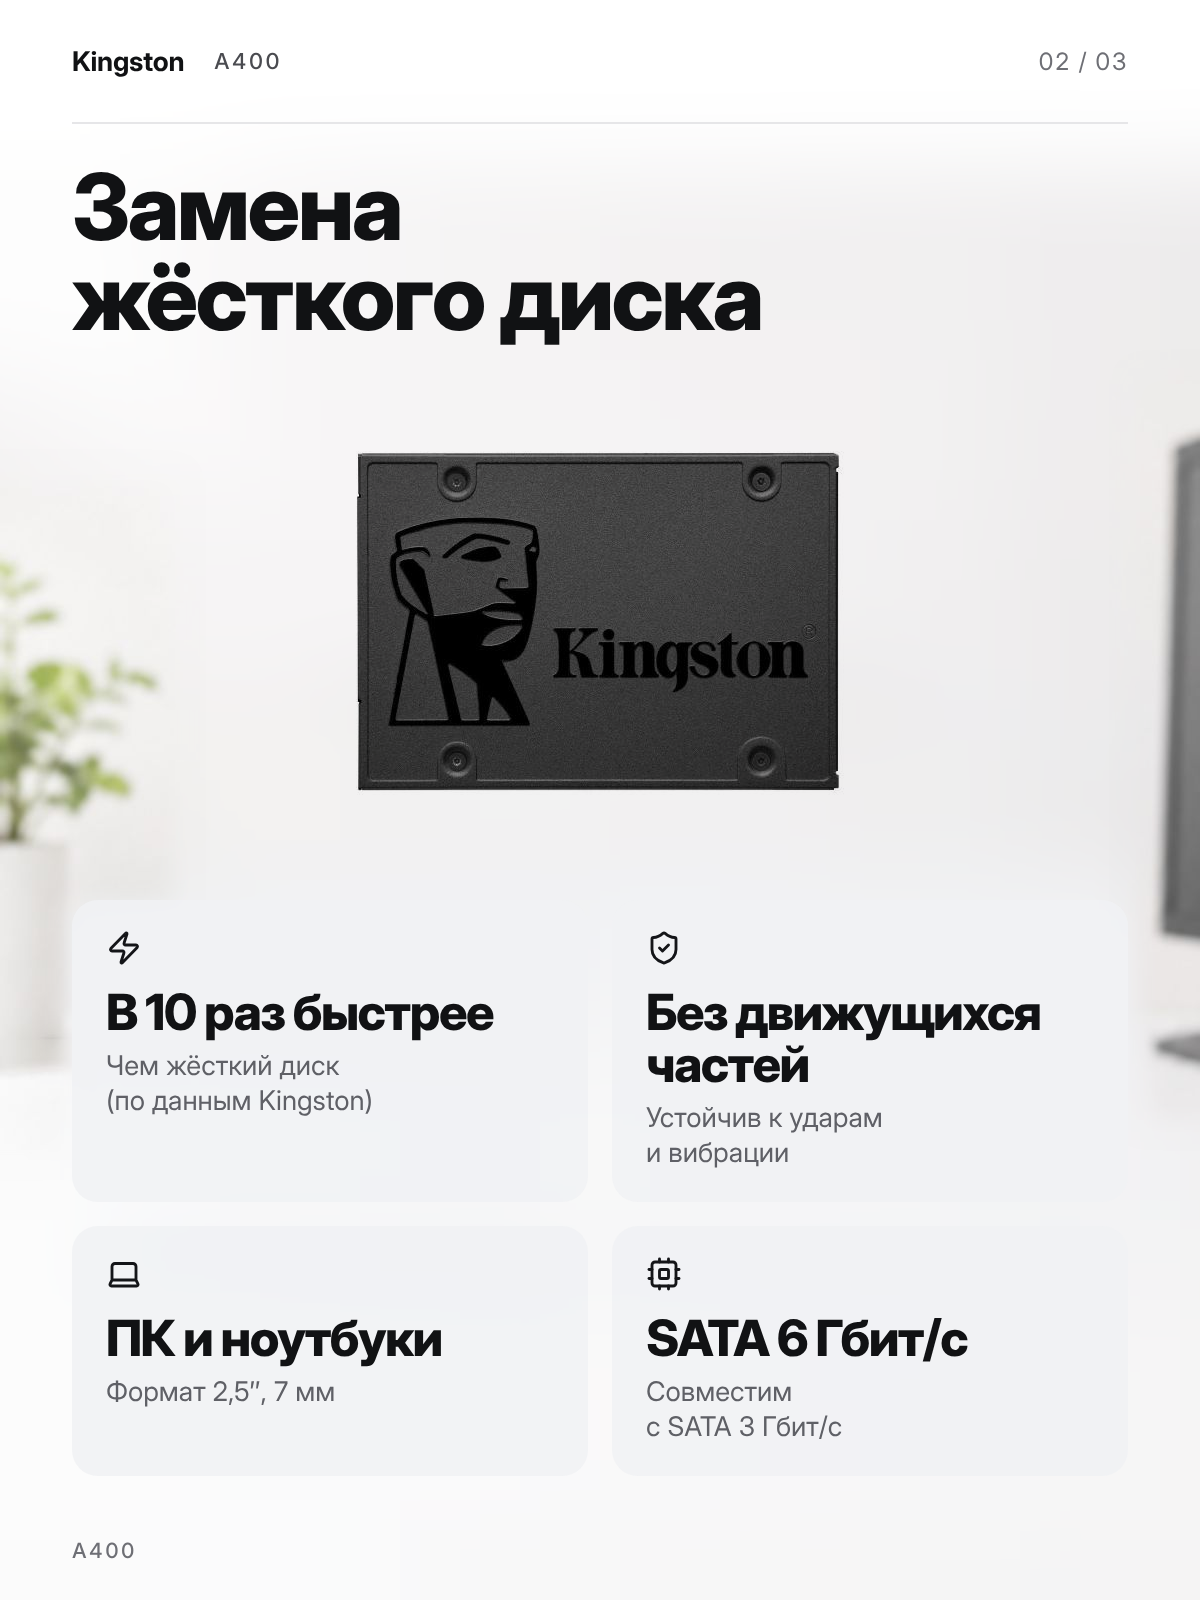 Kingston A400 02 / 03
Замена
жёсткого диска
Kingston®
В 10 раз быстрее
Чем жёсткий диск
(по данным Kingston)
Без движущихся
частей
Устойчив к ударам
и вибрации
ПК и ноутбуки
Формат 2,5″, 7 мм
SATA 6 Гбит/с
Совместим
с SATA 3 Гбит/с
A400